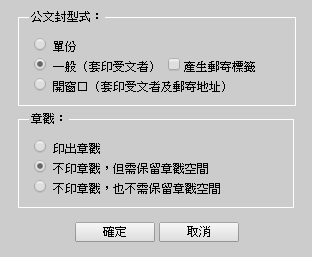 公文封型式：
單份
一般（套印受文者） 產生郵寄標籤
開窗口（套印受文者及郵寄地址）
章戳：
印出章戳
不印章戳，但需保留章戳空間
不印章戳，也不需保留章戳空間
確定 取消